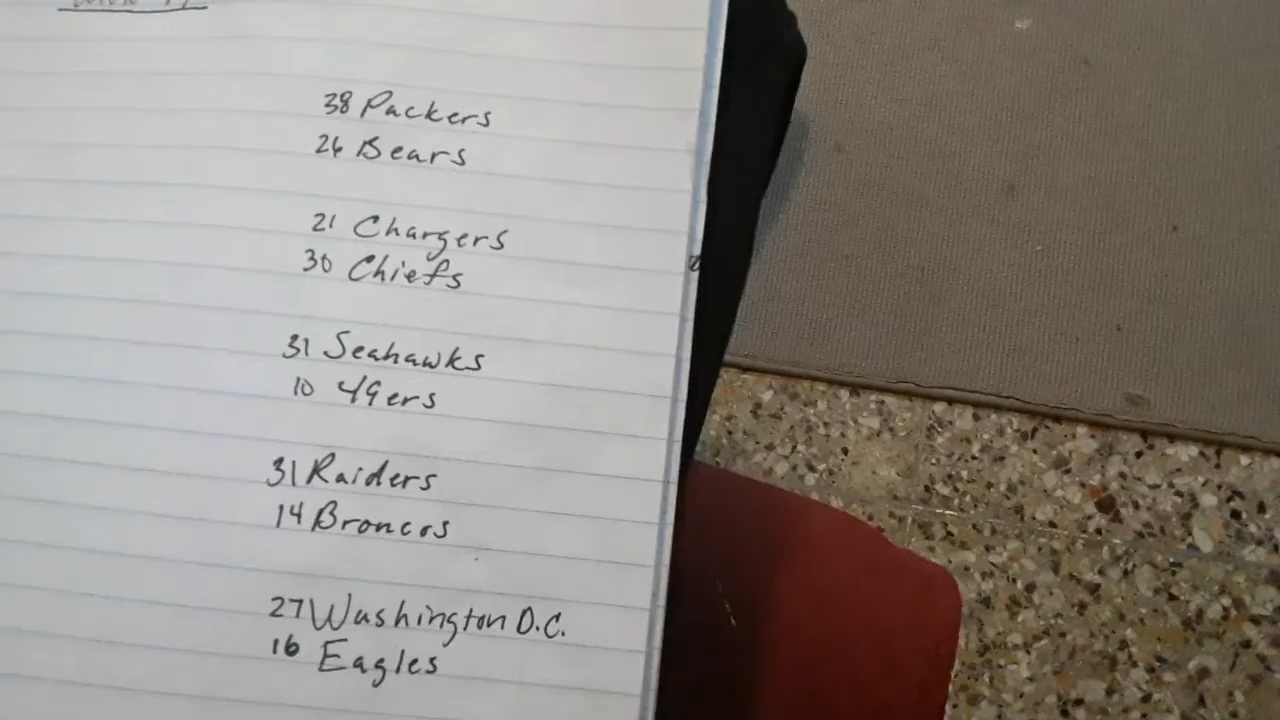 38 Packers
26 Bears
21 Chargers
30 Chiefs
31 Seahawks
10 49ers
31 Raiders
14 Broncos
27 Washington D.C.
16 Eagles